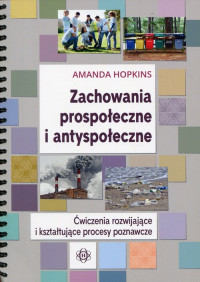 AMANDA HOPKINS
Zachowania
prospołeczne
i antyspołeczne
Ćwiczenia rozwijające
i kształtujące procesy poznawcze